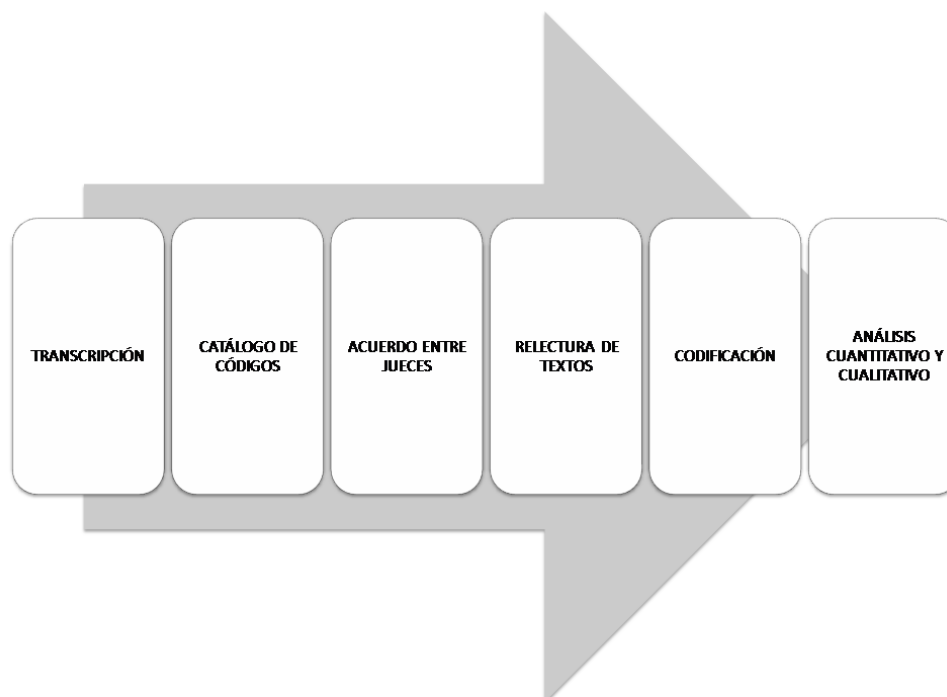 TRANSCRIPCIÓN
CATÁLOGO DE
CÓDIGOS
ACUERDO ENTRE
JUECES
RELECTURA DE
TEXTOS
CODIFICACIÓN
ANÁLISIS
CUANTITATIVO Y
CUALITATIVO